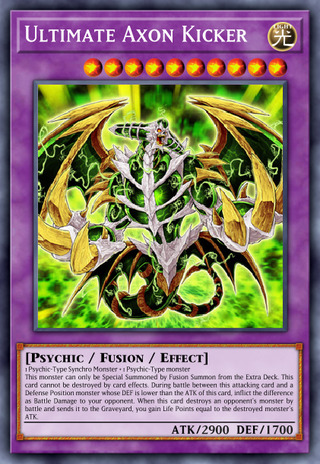 ULTIMATE AXON KICKER
LIGHT
光
[PSYCHIC / FUSION / EFFECT]
1 Psychic-Type Synchro Monster + 1 Psychic-Type monster
This monster can only be Special Summoned by Fusion Summon from the Extra Deck. This
card cannot be destroyed by card effects. During battle between this attacking card and a
Defense Position monster whose DEF is lower than the ATK of this card, inflict the difference
as Battle Damage to your opponent. When this card destroys an opponent's monster by
battle and sends it to the Graveyard, you gain Life Points equal to the destroyed monster's
ATK.
ATK/2900 DEF/1700